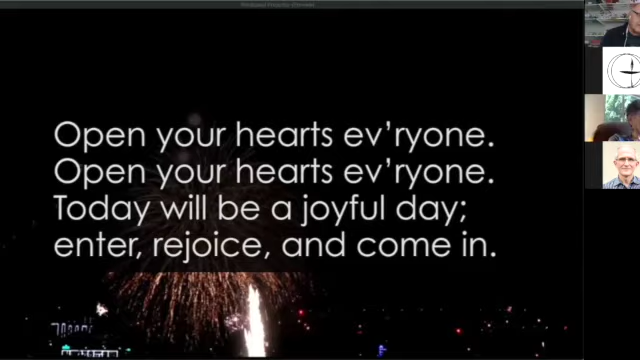 Open your hearts ev’ryone.
Open your hearts ev’ryone.
Today will be a joyful day;
enter, rejoice, and come in.